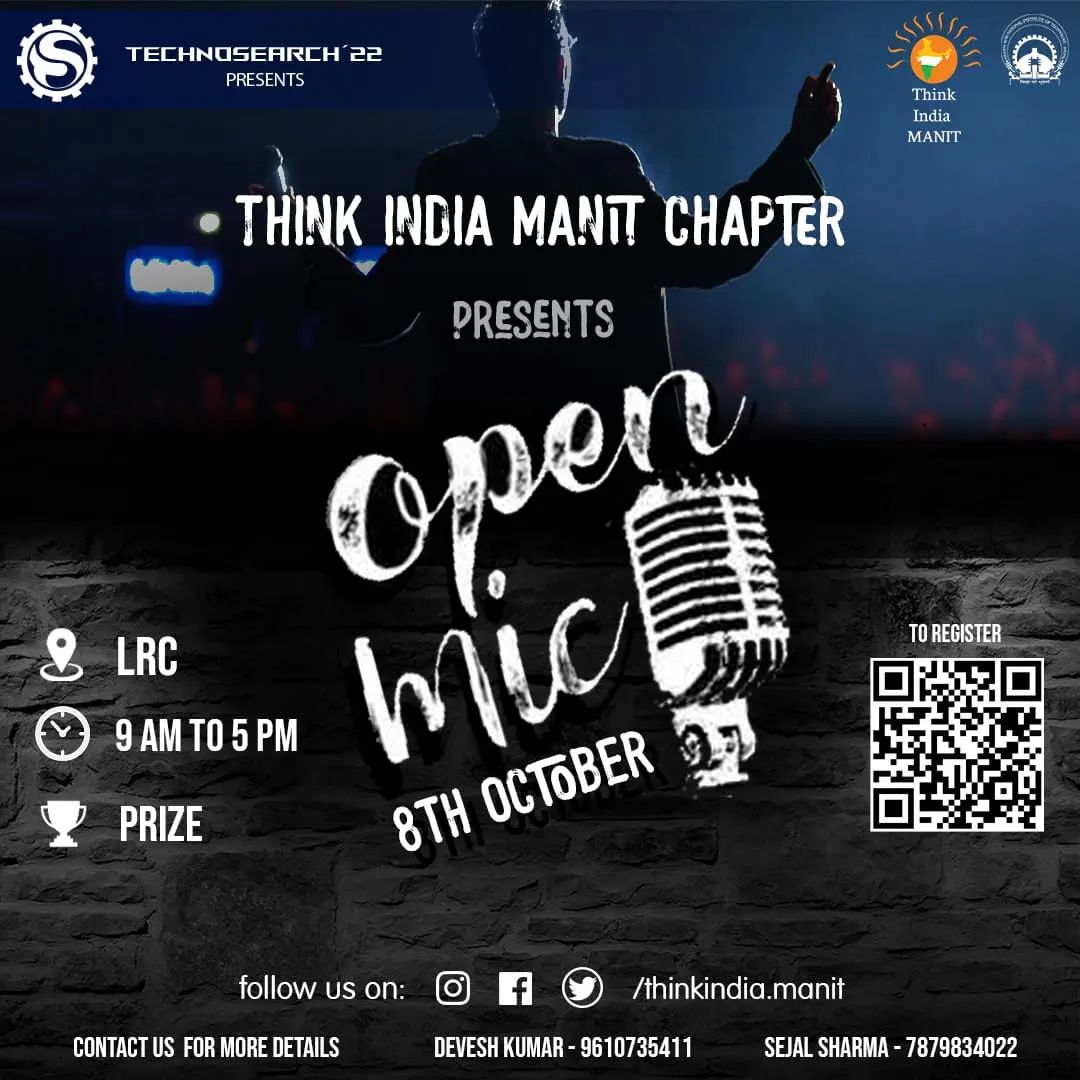 TECHNOSEARCH'22
PRESENTS
Think
India
MANIT
THINK INDIA MANIT CHAPTER
PRESENTS
open
mic
8TH OCTOBER
LRC
9 AM TO 5 PM
PRIZE
TO REGISTER
follow us on: /thinkindia.manit
CONTACT US FOR MORE DETAILS DEVESH KUMAR - 9610735411 SEJAL SHARMA - 7879834022